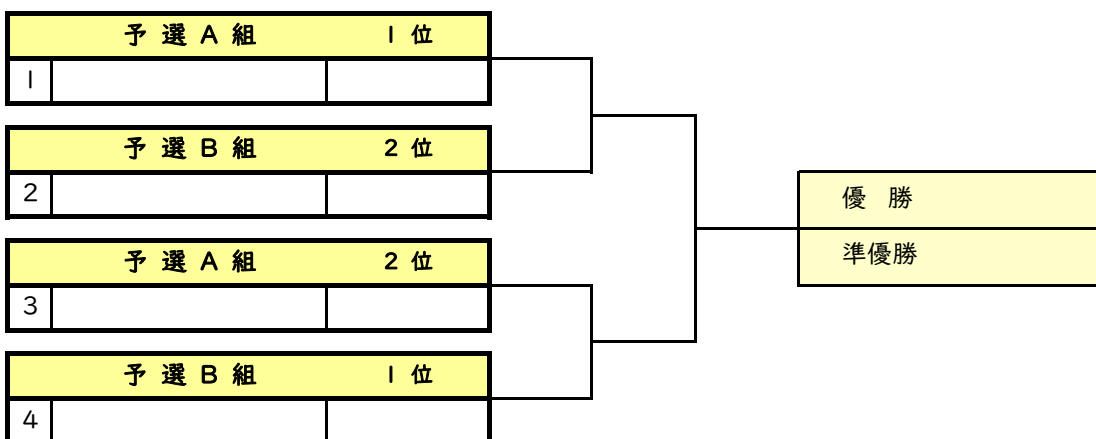 予 選 A 組 1 位
1
予 選 B 組 2 位
2
優 勝
準優勝
予 選 A 組 2 位
3
予 選 B 組 1 位
4